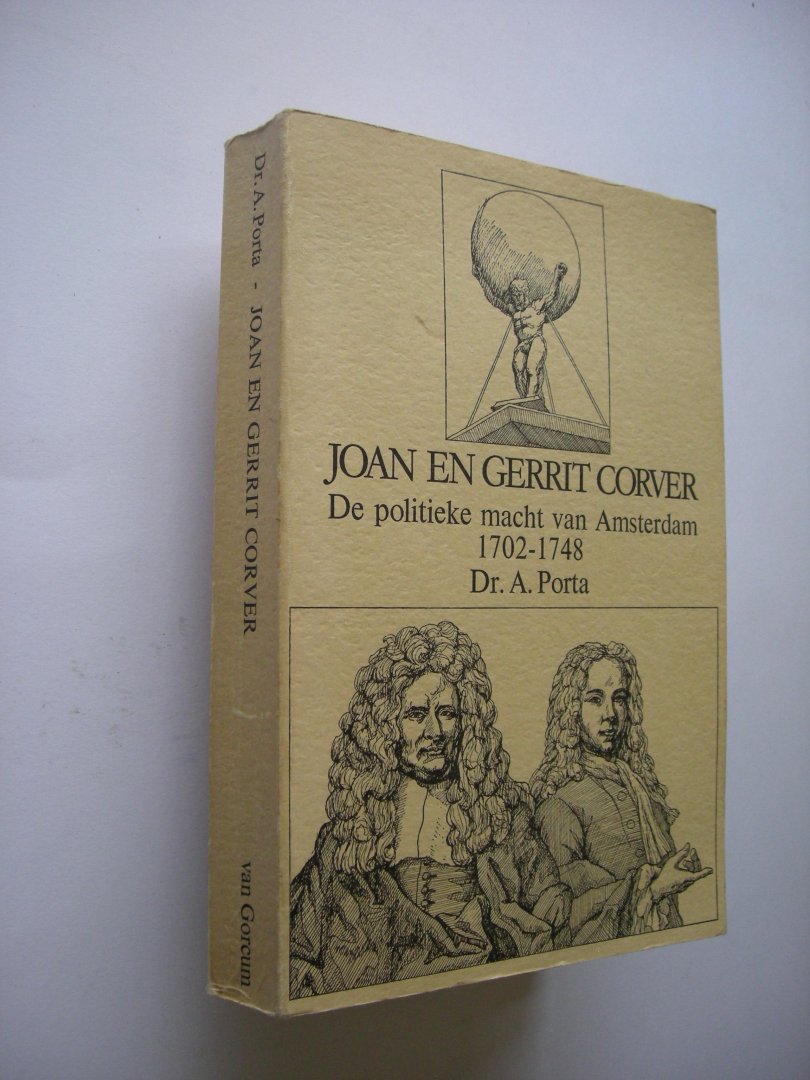 Dr. A. Porta - JOAN EN GERRIT CORVER
van Gorcum
JOAN EN GERRIT CORVER
De politieke macht van Amsterdam
1702-1748
Dr. A. Porta